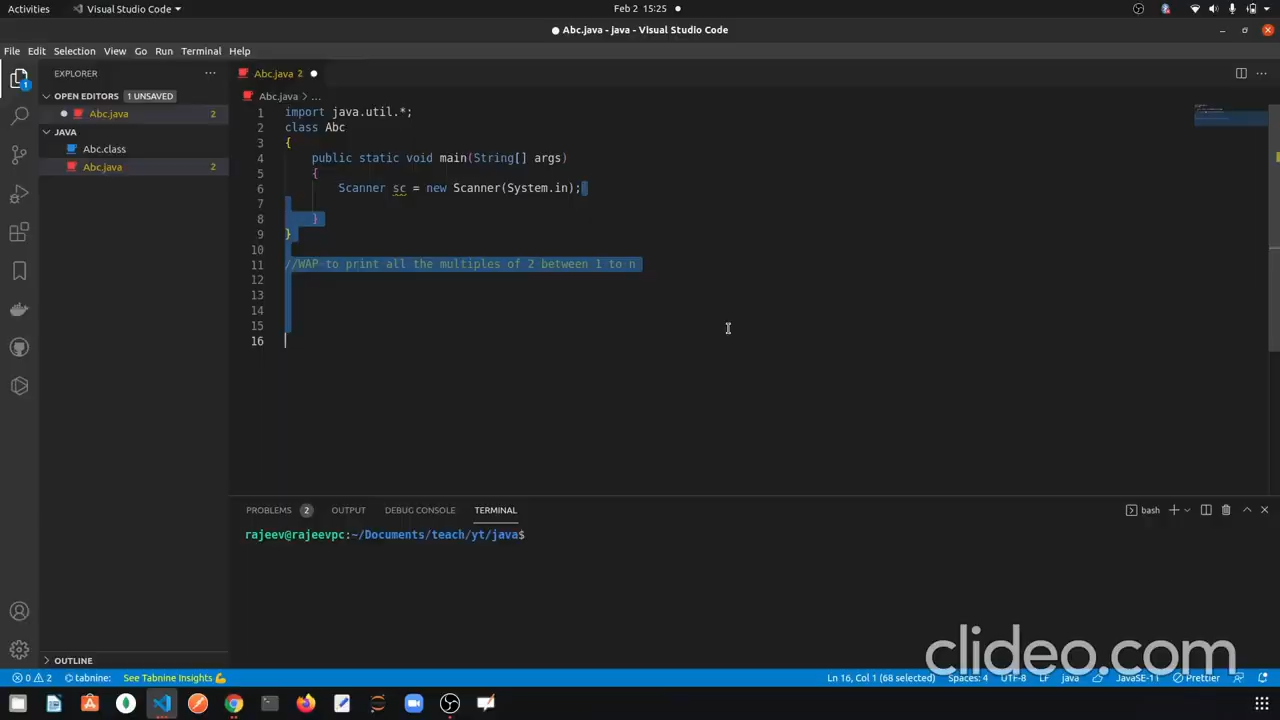 Activities
Visual Studio Code
Feb 2 15:25
Abc.java - java - Visual Studio Code
File Edit Selection View Go Run Terminal Help
EXPLORER
Abc.java 2
OPEN EDITORS 1 UNSAVED
Abc.java > ...
Abc.java 2
JAVA
Abc.class
Abc.java 2
1 import java.util.*;
2 class Abc
3 {
4 public static void main(String[] args)
5 {
6 Scanner sc = new Scanner(System.in);
7
8 }
9 }
10
11 //WAP to print all the multiples of 2 between 1 to n
12
13
14
15
16
1
PROBLEMS 2 OUTPUT DEBUG CONSOLE TERMINAL
bash
rajeev@rajeevpc:~/Documents/teach/yt/java$
OUTLINE
clideo.com
0 2 tabnine: See Tabnine Insights
Ln 16, Col 1 (68 selected) Spaces: 4 UTF-8 LF java JavaSE-11 Prettier